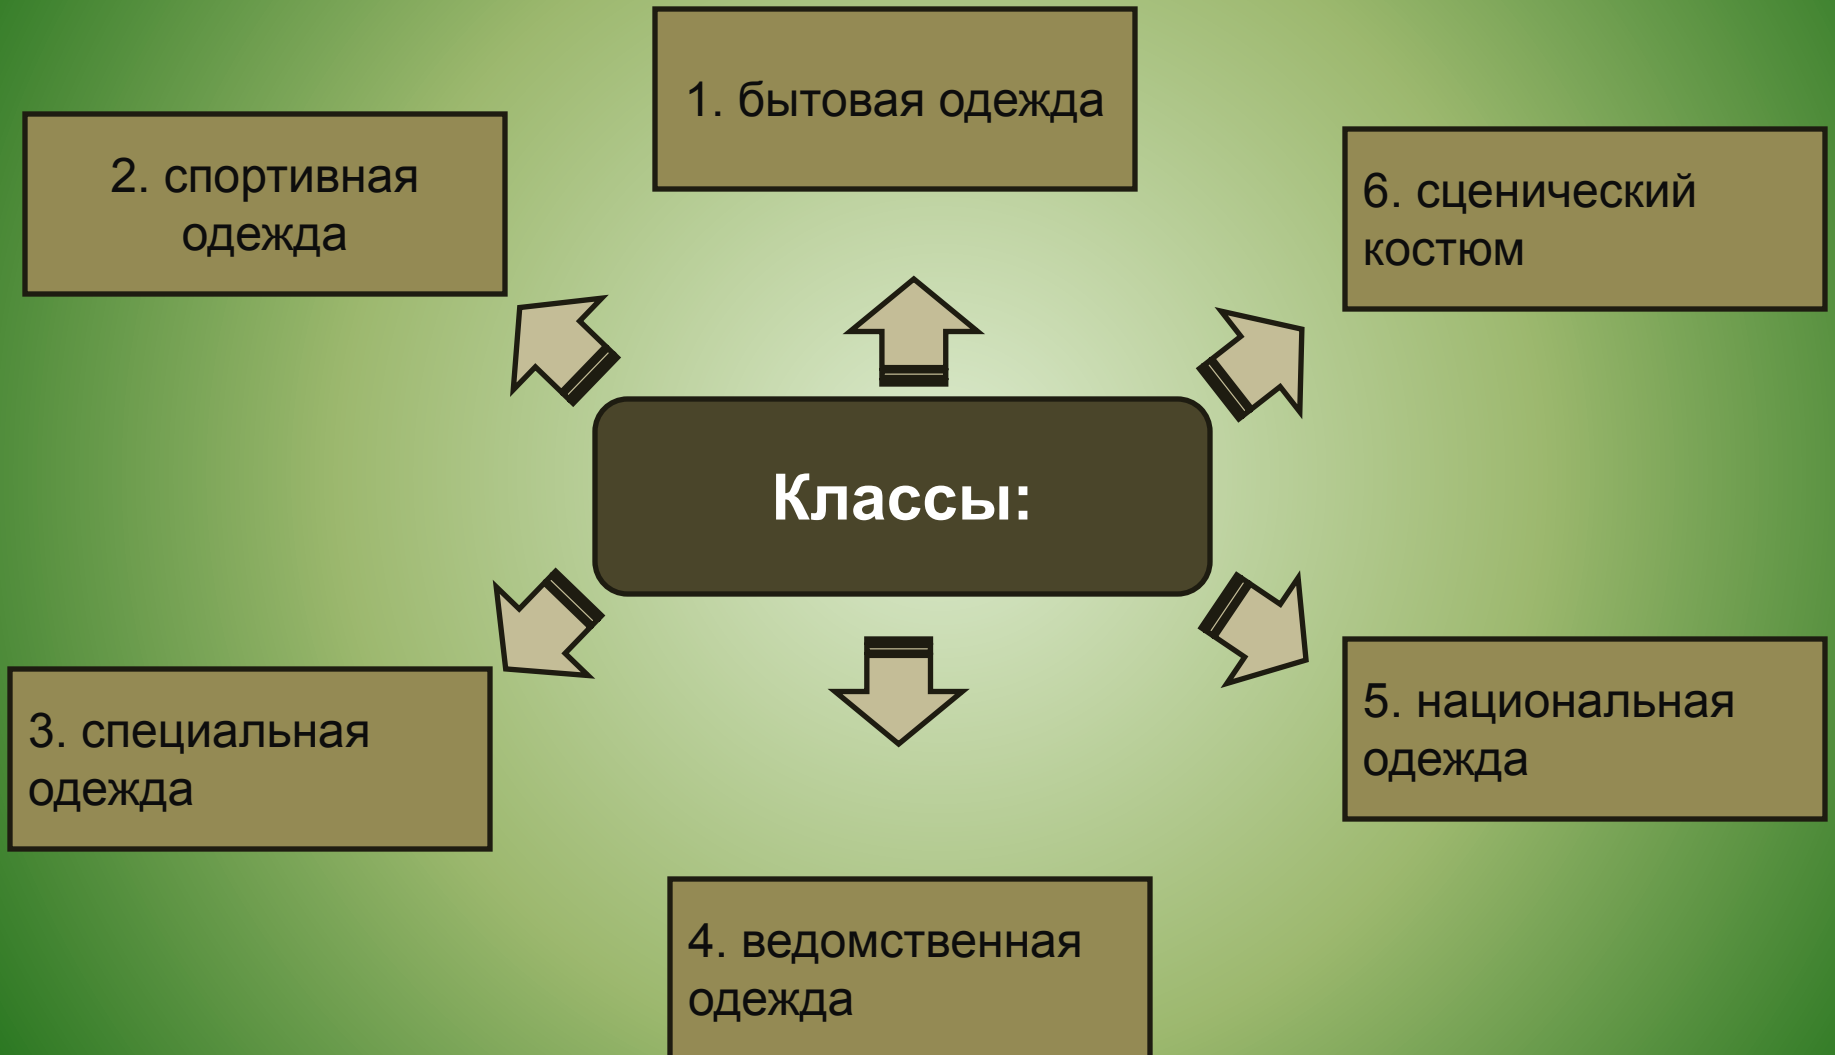 1. бытовая одежда
2. спортивная
одежда
6. сценический
костюм
Классы:
3. специальная
одежда
5. национальная
одежда
4. ведомственная
одежда